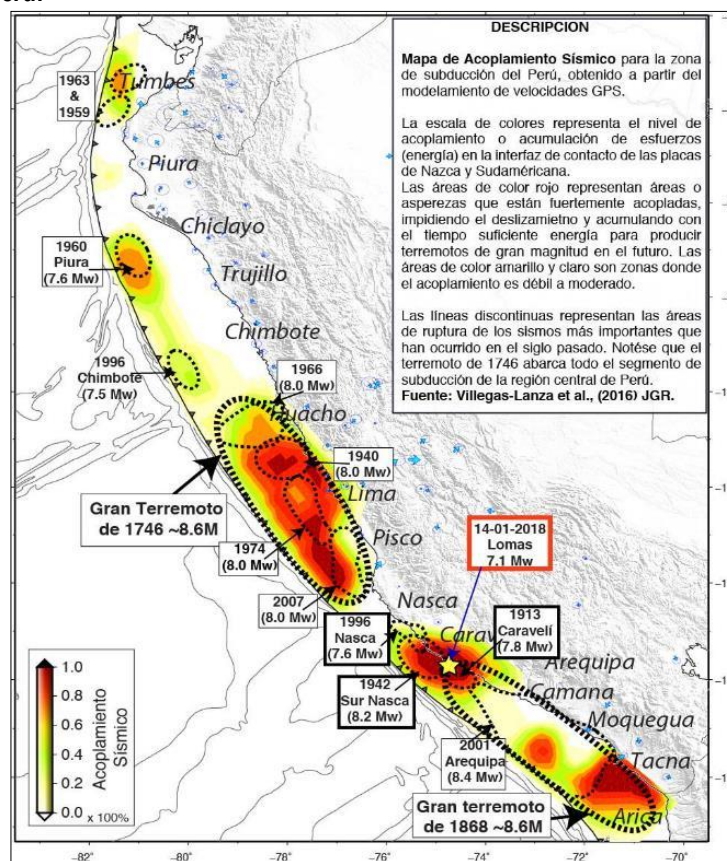 DESCRIPCION
Mapa de Acoplamiento Sísmico para la zona
de subducción del Perú, obtenido a partir del
modelamiento de velocidades GPS.
La escala de colores representa el nivel de
acoplamiento o acumulación de esfuerzos
(energía) en la interfaz de contacto de las placas
de Nazca y Sudaméricana.
Las áreas de color rojo representan áreas o
asperezas que están fuertemente acopladas,
impidiendo el deslizamietno y acumulando con
el tiempo suficiente energía para producir
terremotos de gran magnitud en el futuro. Las
áreas de color amarillo y claro son zonas donde
el acoplamiento es débil a moderado.
Las líneas discontinuas representan las áreas
de ruptura de los sismos más importantes que
han ocurrido en el siglo pasado. Notése que el
terremoto de 1746 abarca todo el segmento de
subducción de la región central de Perú.
Fuente: Villegas-Lanza et al., (2016) JGR.
1963
&
1959
Tumbes
Piura
Chiclayo
1960
Piura
(7.6 Mw)
Trujillo
Chimbote
1996
Chimbote
(7.5 Mw)
1966
(8.0 Mw)
Huacho
1940
(8.0 Mw)
Lima
Gran Terremoto
de 1746 ~8.6M
1974
(8.0 Mw)
Pisco
14-01-2018
Lomas
7.1 Mw
2007
(8.0 Mw)
Nasca
1996
Nasca
(7.6 Mw)
1913
Caravelí
(7.8 Mw)
Arequipa
1942
Sur Nasca
(8.2 Mw)
Camana
Moquegua
2001
Arequipa
(8.4 Mw)
Tacna
Gran terremoto
de 1868 ~8.6M
Arica
1.0
0.8
0.6
0.4
0.2
0.0
x 100%
Acoplamiento
Sísmico
−82° −80° −78° −76° −74° −72° −70°